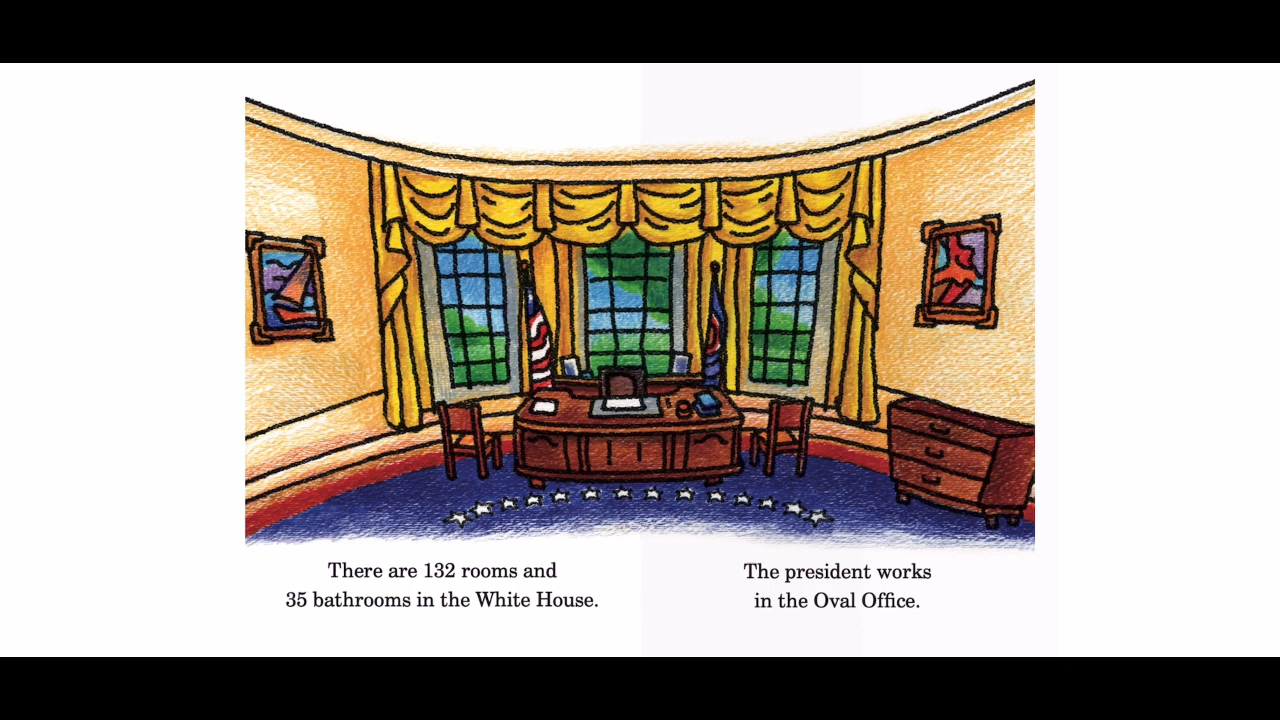 There are 132 rooms and
35 bathrooms in the White House.
The president works
in the Oval Office.